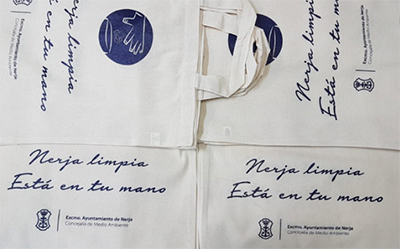 Nerja limpia
Está en tu mano
Excmo. Ayuntamiento de Nerja
Concejalía de Medio Ambiente
Nerja limpia
Está en tu mano
Excmo. Ayuntamiento de Nerja
Concejalía de Medio Ambiente
Nerja limpia
Está en tu mano
Excmo. Ayuntamiento de Nerja
Concejalía de Medio Ambiente
Nerja limpia
Está en tu mano
Excmo. Ayuntamiento de Nerja
Concejalía de Medio Ambiente